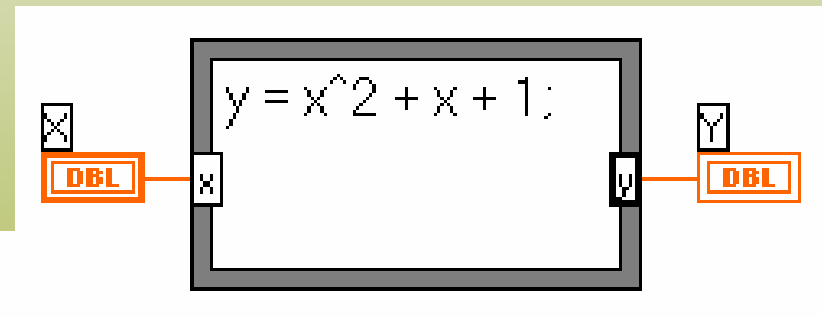 y = x^2 + x + 1;
X
DBL
x
y
Y
DBL